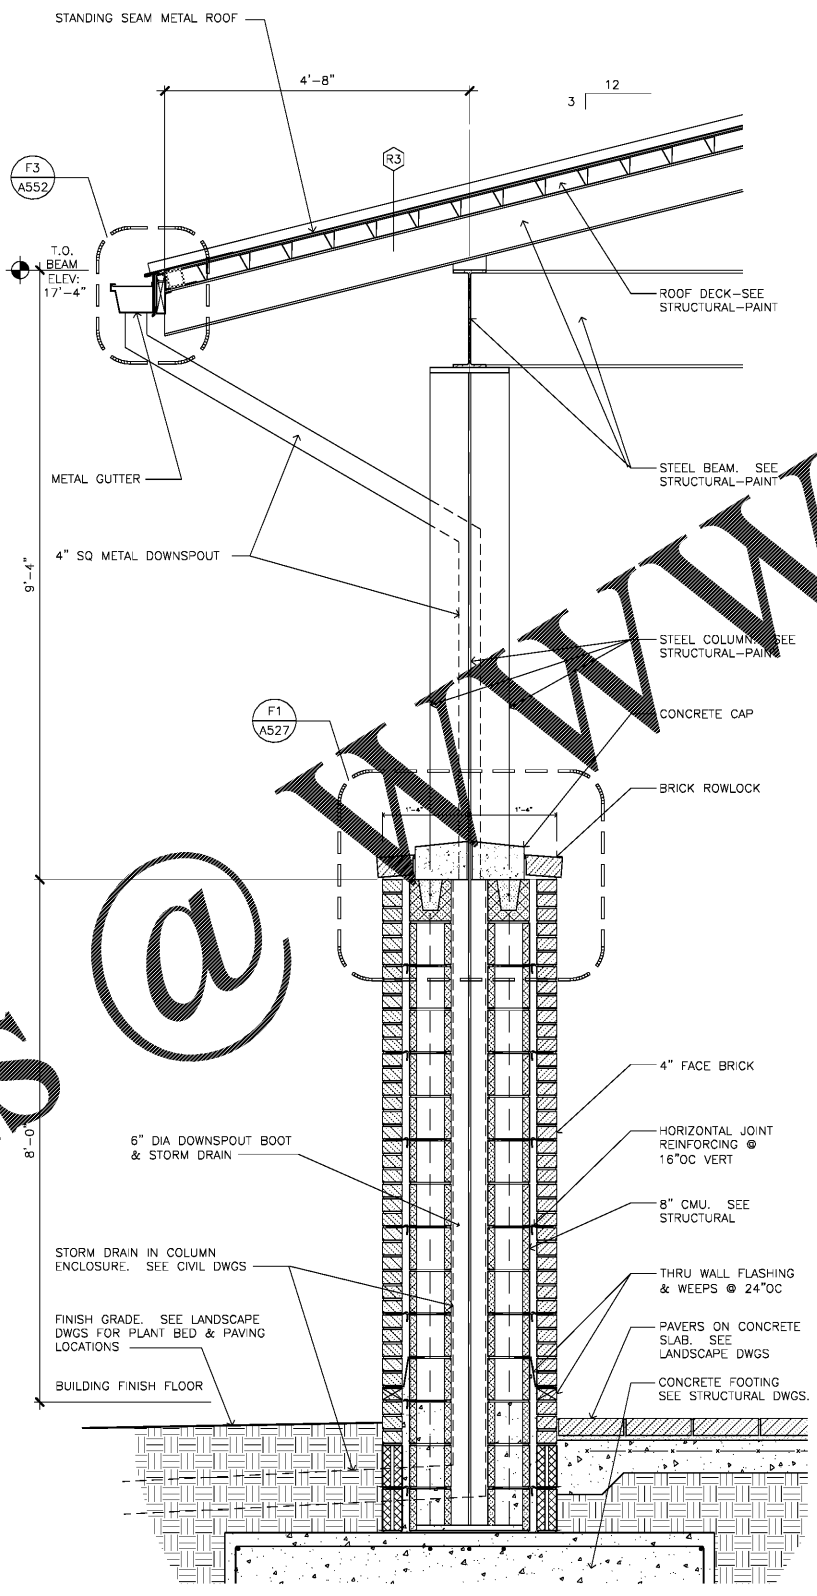 STANDING SEAM METAL ROOF
4'-8"
12
3
F3
A552
R3
T.O.
BEAM
ELEV:
17'-4"
ROOF DECK-SEE
STRUCTURAL-PAINT
METAL GUTTER
STEEL BEAM. SEE
STRUCTURAL-PAINT
4" SQ METAL DOWNSPOUT
9'-4"
STEEL COLUMN. SEE
STRUCTURAL-PAINT
F1
A527
CONCRETE CAP
BRICK ROWLOCK
1'-4"
1'-4"
WWW
@
s
4" FACE BRICK
8'-0"
6" DIA DOWNSPOUT BOOT
& STORM DRAIN
HORIZONTAL JOINT
REINFORCING @
16"OC VERT
8" CMU. SEE
STRUCTURAL
STORM DRAIN IN COLUMN
ENCLOSURE. SEE CIVIL DWGS
THRU WALL FLASHING
& WEEPS @ 24"OC
FINISH GRADE. SEE LANDSCAPE
DWGS FOR PLANT BED & PAVING
LOCATIONS
PAVERS ON CONCRETE
SLAB. SEE
LANDSCAPE DWGS
BUILDING FINISH FLOOR
CONCRETE FOOTING
SEE STRUCTURAL DWGS.